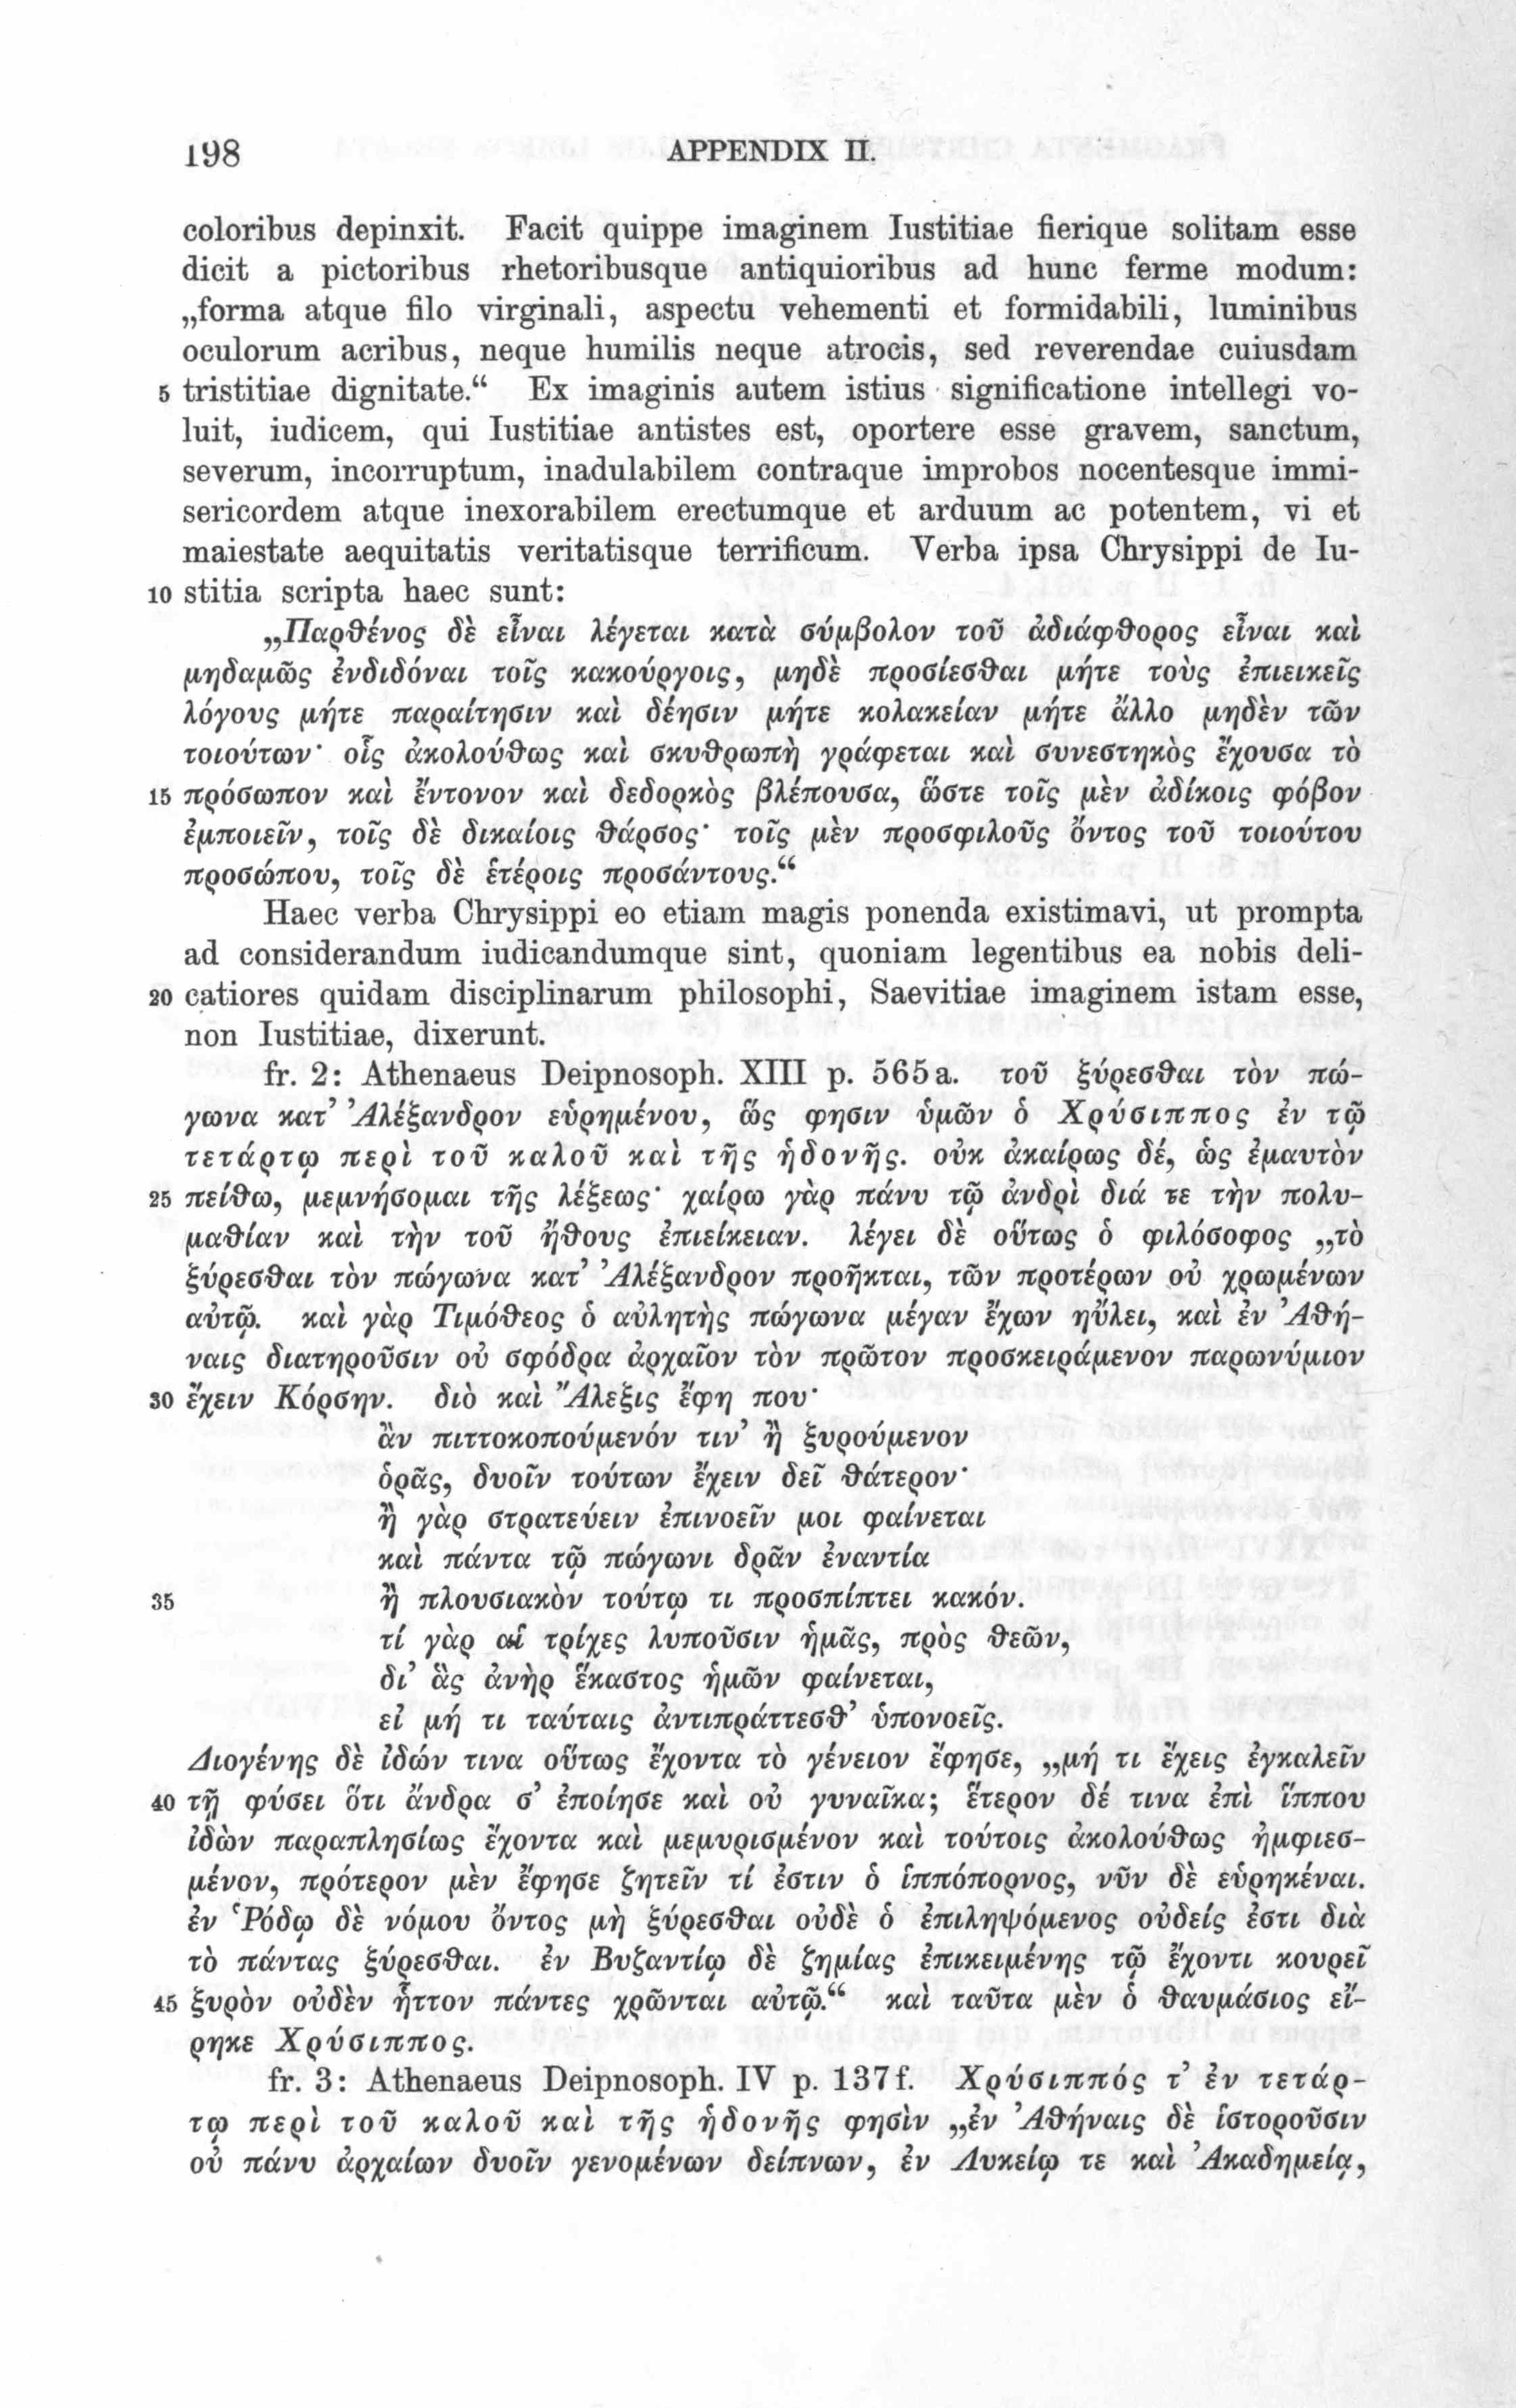 198 APPENDIX II.
coloribus depinxit. Facit quippe imaginem Iustitiae fierique solitam esse
dicit a pictoribus rhetoribusque antiquioribus ad hunc ferme modum:
„forma atque filo virginali, aspectu vehementi et formidabili, luminibus
oculorum acribus, neque humilis neque atrocis, sed reverendae cuiusdam
5 tristitiae dignitate.“ Ex imaginis autem istius significatione intellegi vo-
luit, iudicem, qui Iustitiae antistes est, oportere esse gravem, sanctum,
severum, incorruptum, inadulabilem contraque improbos nocentesque immi-
sericordem atque inexorabilem erectumque et arduum ac potentem, vi et
maiestate aequitatis veritatisque terrificum. Verba ipsa Chrysippi de Iu-
10 stitia scripta haec sunt:
„Παρθένος δὲ εἶναι λέγεται κατὰ σύμβολον τοῦ ἀδιάφθορος εἶναι καὶ
μηδαμῶς ἐνδιδόναι τοῖς κακούργοις, μηδὲ προσίεσθαι μήτε τοὺς ἐπιεικεῖς
λόγους μήτε παραίτησιν καὶ δέησιν μήτε κολακείαν μήτε ἄλλο μηδὲν τῶν
τοιούτων· οἷς ἀκολούθως καὶ σκυθρωπὴ γράφεται καὶ συνεστηκὸς ἔχουσα τὸ
15 πρόσωπον καὶ ἔντονον καὶ δεδορκὸς βλέπουσα, ὥστε τοῖς μὲν ἀδίκοις φόβον
ἐμποιεῖν, τοῖς δὲ δικαίοις θάρσος· τοῖς μὲν προσφιλοῦς ὄντος τοῦ τοιούτου
προσώπου, τοῖς δὲ ἑτέροις προσάντους.“
Haec verba Chrysippi eo etiam magis ponenda existimavi, ut prompta
ad considerandum iudicandumque sint, quoniam legentibus ea nobis deli-
20 catiores quidam disciplinarum philosophi, Saevitiae imaginem istam esse,
non Iustitiae, dixerunt.
fr. 2: Athenaeus Deipnosoph. XIII p. 565a. τοῦ ξύρεσθαι τὸν πώ-
γωνα κατ’ Ἀλέξανδρον εὑρημένου, ὥς φησιν ὑμῶν ὁ Χρύσιππος ἐν τῷ
τετάρτῳ περὶ τοῦ καλοῦ καὶ τῆς ἡδονῆς. οὐκ ἀκαίρως δέ, ὡς ἐμαυτὸν
25 πείθω, μεμνήσομαι τῆς λέξεως· χαίρω γὰρ πάνυ τῷ ἀνδρὶ διά τε τὴν πολυ-
μαθίαν καὶ τὴν τοῦ ἤθους ἐπιείκειαν. λέγει δὲ οὕτως ὁ φιλόσοφος „τὸ
ξύρεσθαι τὸν πώγωνα κατ’ Ἀλέξανδρον προῆκται, τῶν προτέρων οὐ χρωμένων
αὐτῷ. καὶ γὰρ Τιμόθεος ὁ αὐλητὴς πώγωνα μέγαν ἔχων ηὔλει, καὶ ἐν Ἀθή-
ναις διατηροῦσιν οὐ σφόδρα ἀρχαῖον τὸν πρῶτον προσκειράμενον παρωνύμιον
30 ἔχειν Κόρσην. διὸ καὶ Ἄλεξις ἔφη που·
ἂν πιττοκοπούμενόν τιν’ ἢ ξυρούμενον
ὁρᾷς, δυοῖν τούτων ἔχειν δεῖ θάτερον·
ἢ γὰρ στρατεύειν ἐπινοεῖν μοι φαίνεται
καὶ πάντα τῷ πώγωνι δρᾶν ἐναντία
35 ἢ πλουσιακὸν τούτῳ τι προσπίπτει κακόν.
τί γὰρ αἱ τρίχες λυποῦσιν ἡμᾶς, πρὸς θεῶν,
δι’ ἃς ἀνὴρ ἕκαστος ἡμῶν φαίνεται,
εἰ μή τι ταύταις ἀντιπράττεσθ’ ὑπονοεῖς.
Διογένης δὲ ἰδών τινα οὕτως ἔχοντα τὸ γένειον ἔφησε, „μή τι ἔχεις ἐγκαλεῖν
40 τῇ φύσει ὅτι ἄνδρα σ’ ἐποίησε καὶ οὐ γυναῖκα; ἕτερον δέ τινα ἐπὶ ἵππου
ἰδὼν παραπλησίως ἔχοντα καὶ μεμυρισμένον καὶ τούτοις ἀκολούθως ἠμφιεσ-
μένον, πρότερον μὲν ἔφησε ζητεῖν τί ἐστιν ὁ ἱππόπορνος, νῦν δὲ εὑρηκέναι.
ἐν Ῥόδῳ δὲ νόμου ὄντος μὴ ξύρεσθαι οὐδὲ ὁ ἐπιληψόμενος οὐδείς ἐστι διὰ
τὸ πάντας ξύρεσθαι. ἐν Βυζαντίῳ δὲ ζημίας ἐπικειμένης τῷ ἔχοντι κουρεῖ
45 ξυρὸν οὐδὲν ἧττον πάντες χρῶνται αὐτῷ.“ καὶ ταῦτα μὲν ὁ θαυμάσιος εἴ-
ρηκε Χρύσιππος.
fr. 3: Athenaeus Deipnosoph. IV p. 137f. Χρύσιππός τ’ ἐν τετάρ-
τῳ περὶ τοῦ καλοῦ καὶ τῆς ἡδονῆς φησὶν „ἐν Ἀθήναις δὲ ἱστοροῦσιν
οὐ πάνυ ἀρχαίων δυοῖν γενομένων δείπνων, ἐν Λυκείῳ τε καὶ Ἀκαδημείᾳ,